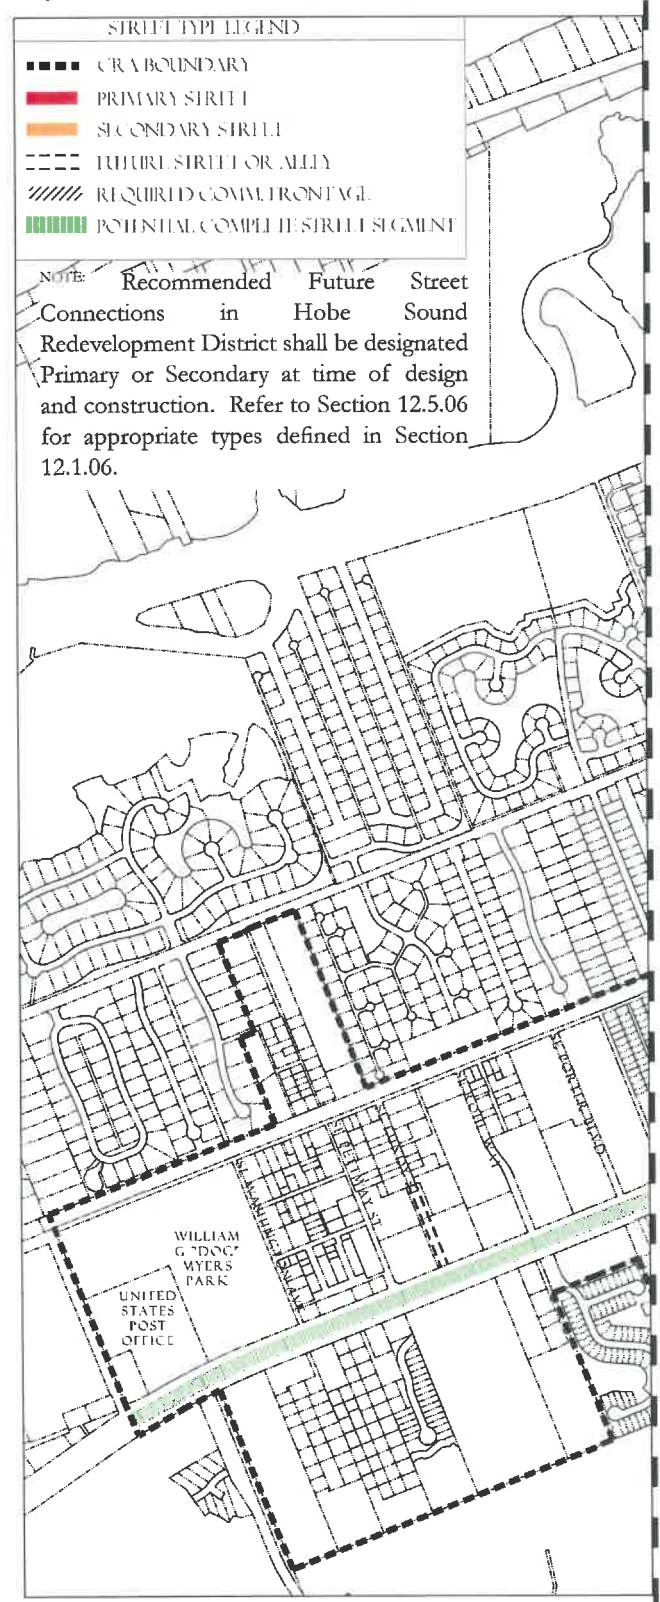 STREET TYPE LEGEND
CRA BOUNDARY
PRIMARY STREET
SECONDARY STREET
FUTURE STREET OR ALLEY
REQUIRED COMM. FRONTAGE
POTENTIAL COMPLETE STREET SEGMENT
NOTE: Recommended Future Street
Connections in Hobe Sound
Redevelopment District shall be designated
Primary or Secondary at time of design
and construction. Refer to Section 12.5.06
for appropriate types defined in Section
12.1.06.
SE PORTER BLVD
WILLIAM
G "DOC"
MYERS
PARK
UNITED
STATES
POST
OFFICE